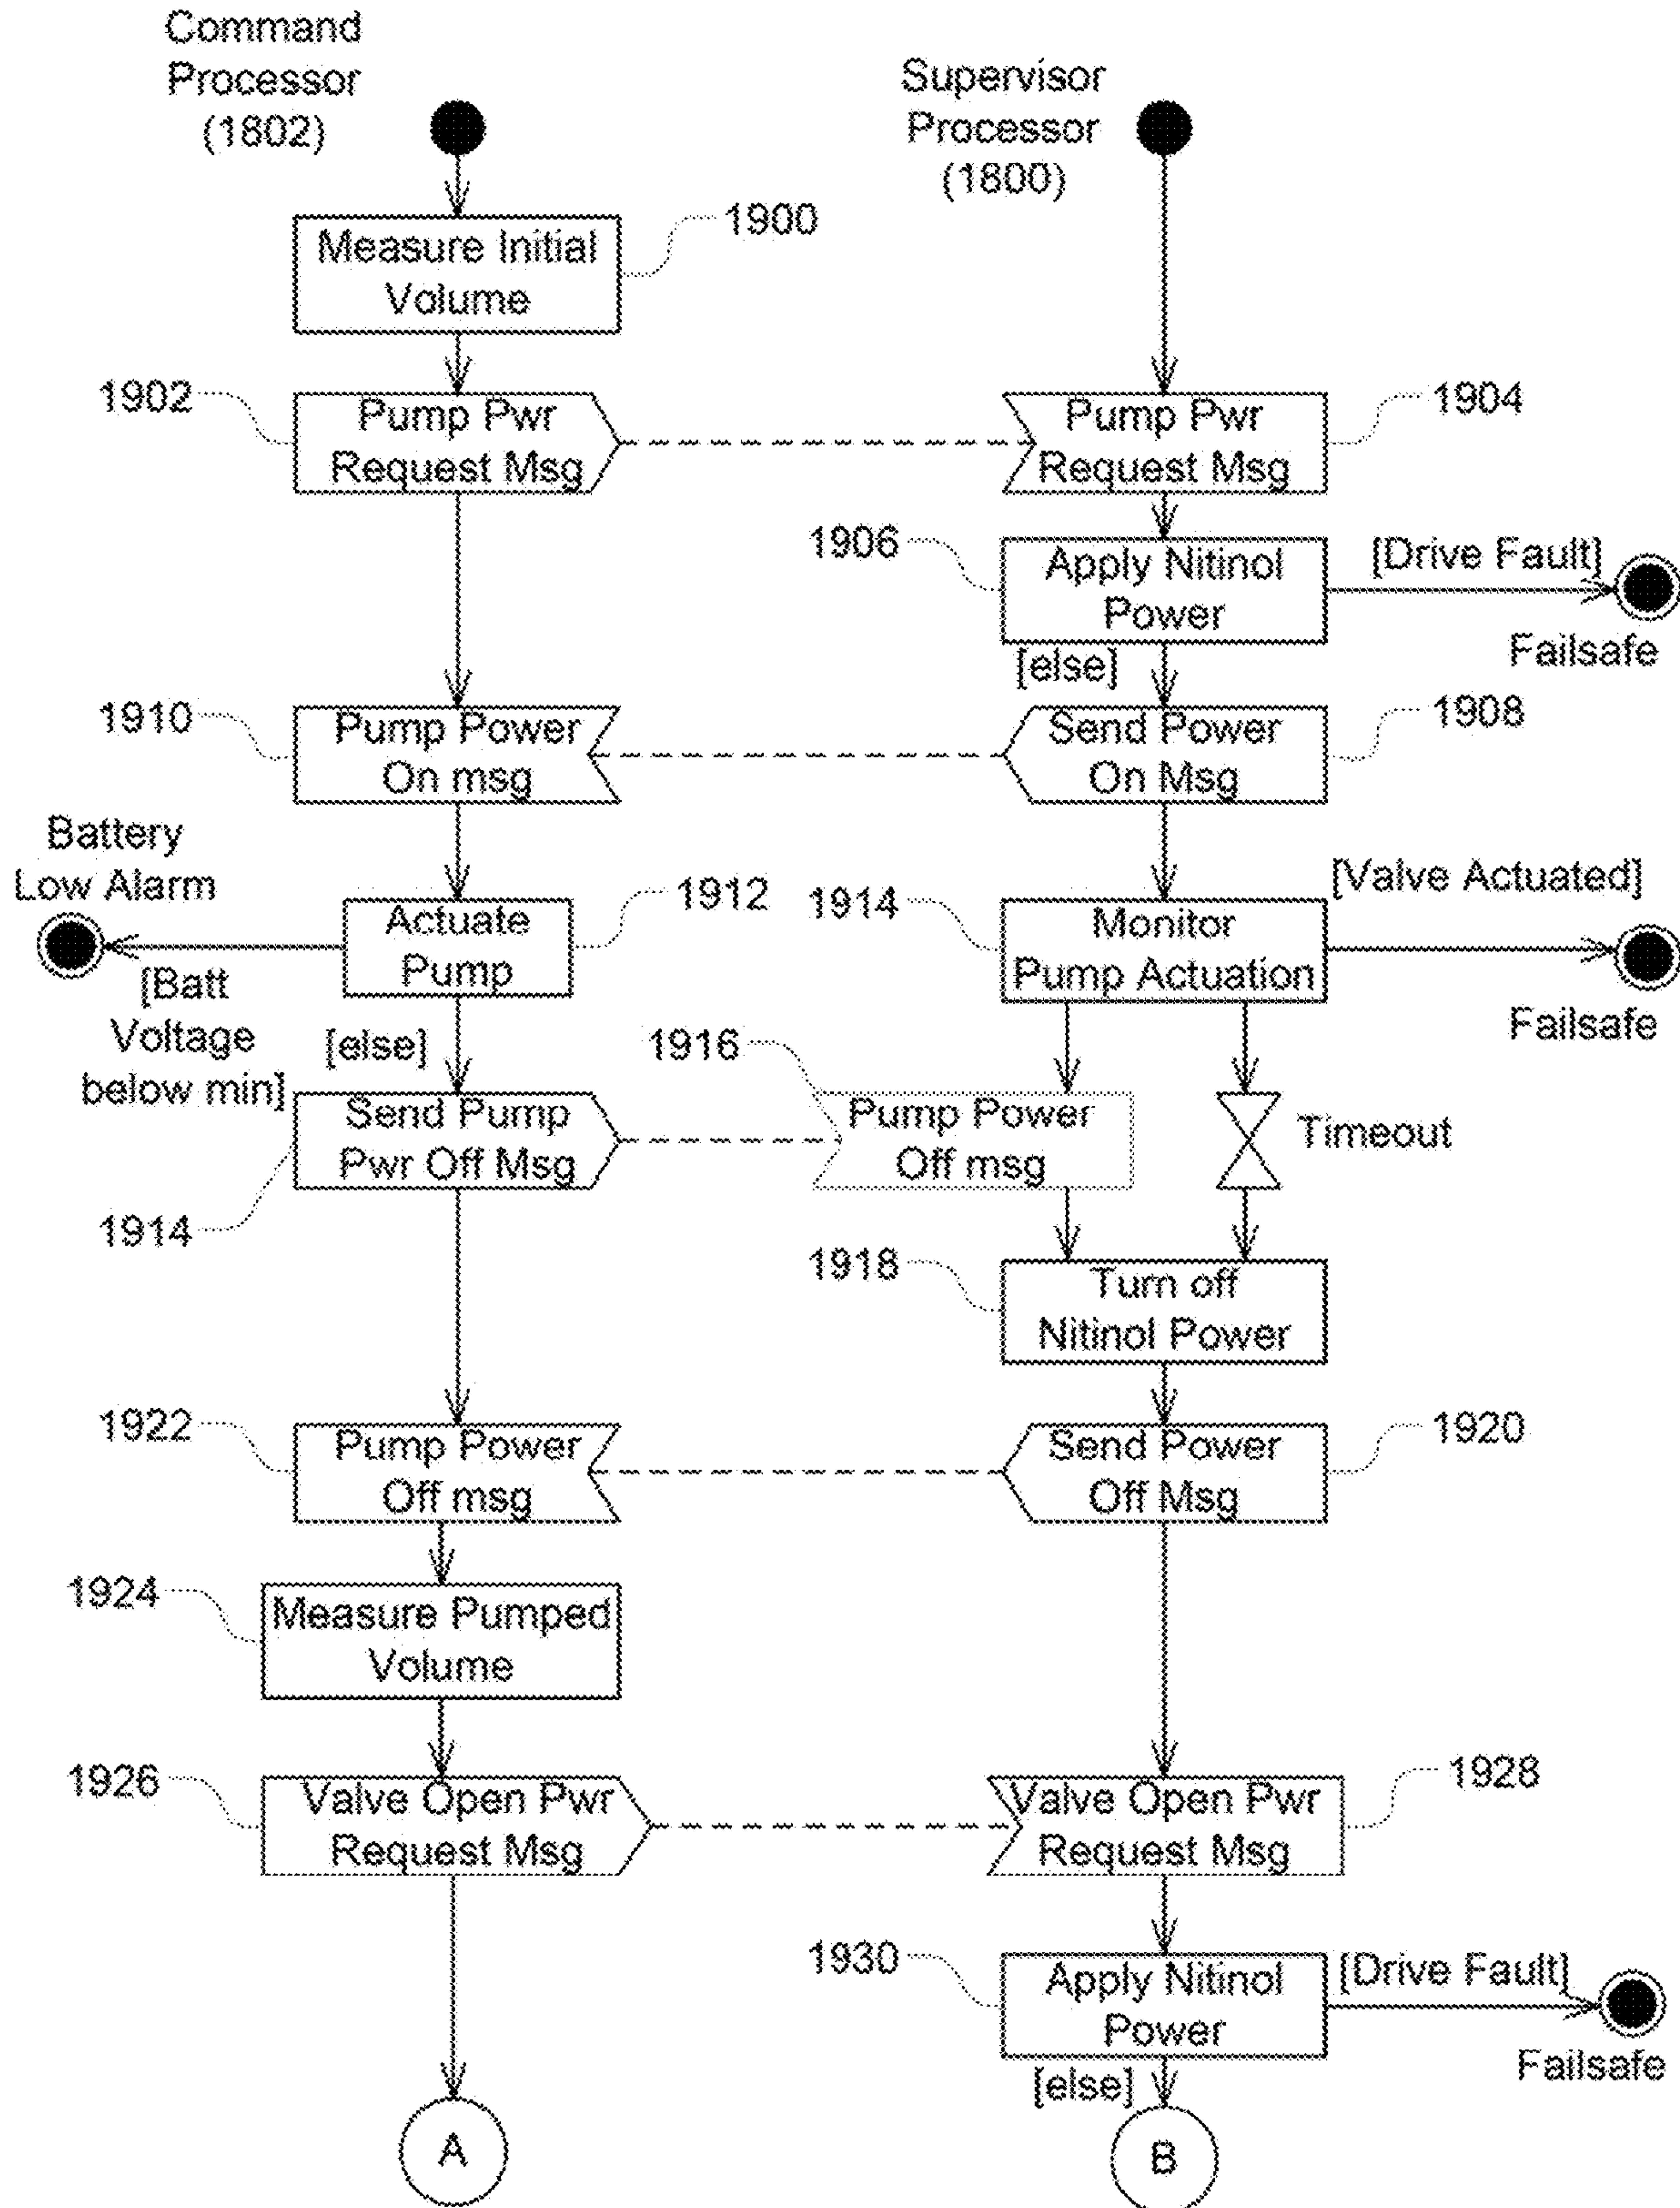 Command
Processor
(1802)
Supervisor
Processor
(1800)
1900
Measure Initial
Volume
1902
Pump Pwr
Request Msg
Pump Pwr
Request Msg
1904
1906
Apply Nitinol
Power
[Drive Fault]
Failsafe
[else]
1910
Pump Power
On msg
Send Power
On Msg
1908
Battery
Low Alarm
Actuate
Pump
1912
1914
Monitor
Pump Actuation
[Valve Actuated]
Failsafe
[Batt
Voltage
below min]
[else]
1916
Send Pump
Pwr Off Msg
Pump Power
Off msg
Timeout
1914
1918
Turn off
Nitinol Power
1922
Pump Power
Off msg
Send Power
Off Msg
1920
1924
Measure Pumped
Volume
1926
Valve Open Pwr
Request Msg
Valve Open Pwr
Request Msg
1928
1930
Apply Nitinol
Power
[Drive Fault]
Failsafe
[else]
A
B